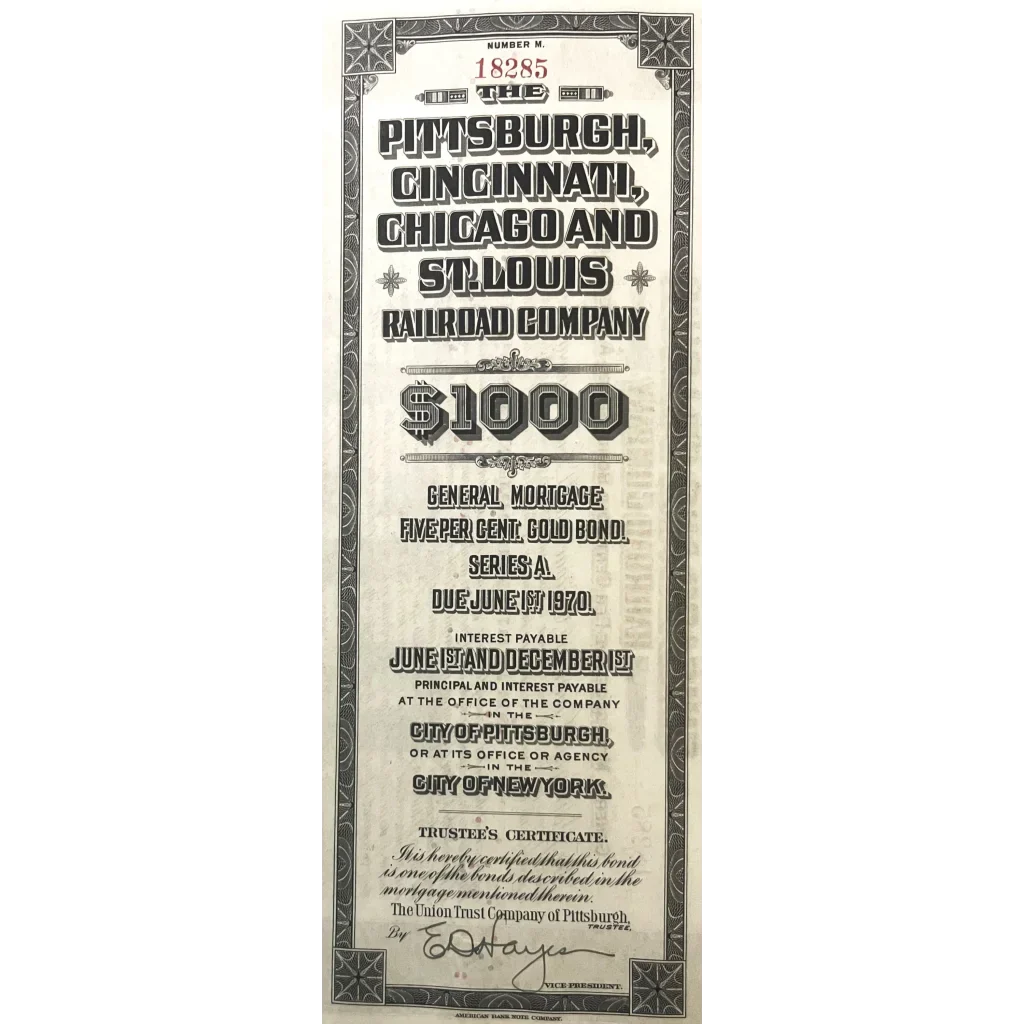 NUMBER M.
18285
THE
PITTSBURGH,
CINCINNATI,
CHICAGO AND
ST. LOUIS
RAILROAD COMPANY
$1000
GENERAL MORTGAGE
FIVE PER CENT. GOLD BOND.
SERIES A.
DUE JUNE 1ST 1970.
INTEREST PAYABLE
JUNE 1ST AND DECEMBER 1ST
PRINCIPAL AND INTEREST PAYABLE
AT THE OFFICE OF THE COMPANY
IN THE
CITY OF PITTSBURGH,
OR AT ITS OFFICE OR AGENCY
IN THE
CITY OF NEW YORK.
TRUSTEE'S CERTIFICATE.
It is hereby certified that this bond
is one of the bonds described in the
mortgage mentioned therein.
The Union Trust Company of Pittsburgh,
TRUSTEE,
By E D Hayes
VICE PRESIDENT.
AMERICAN BANK NOTE COMPANY.